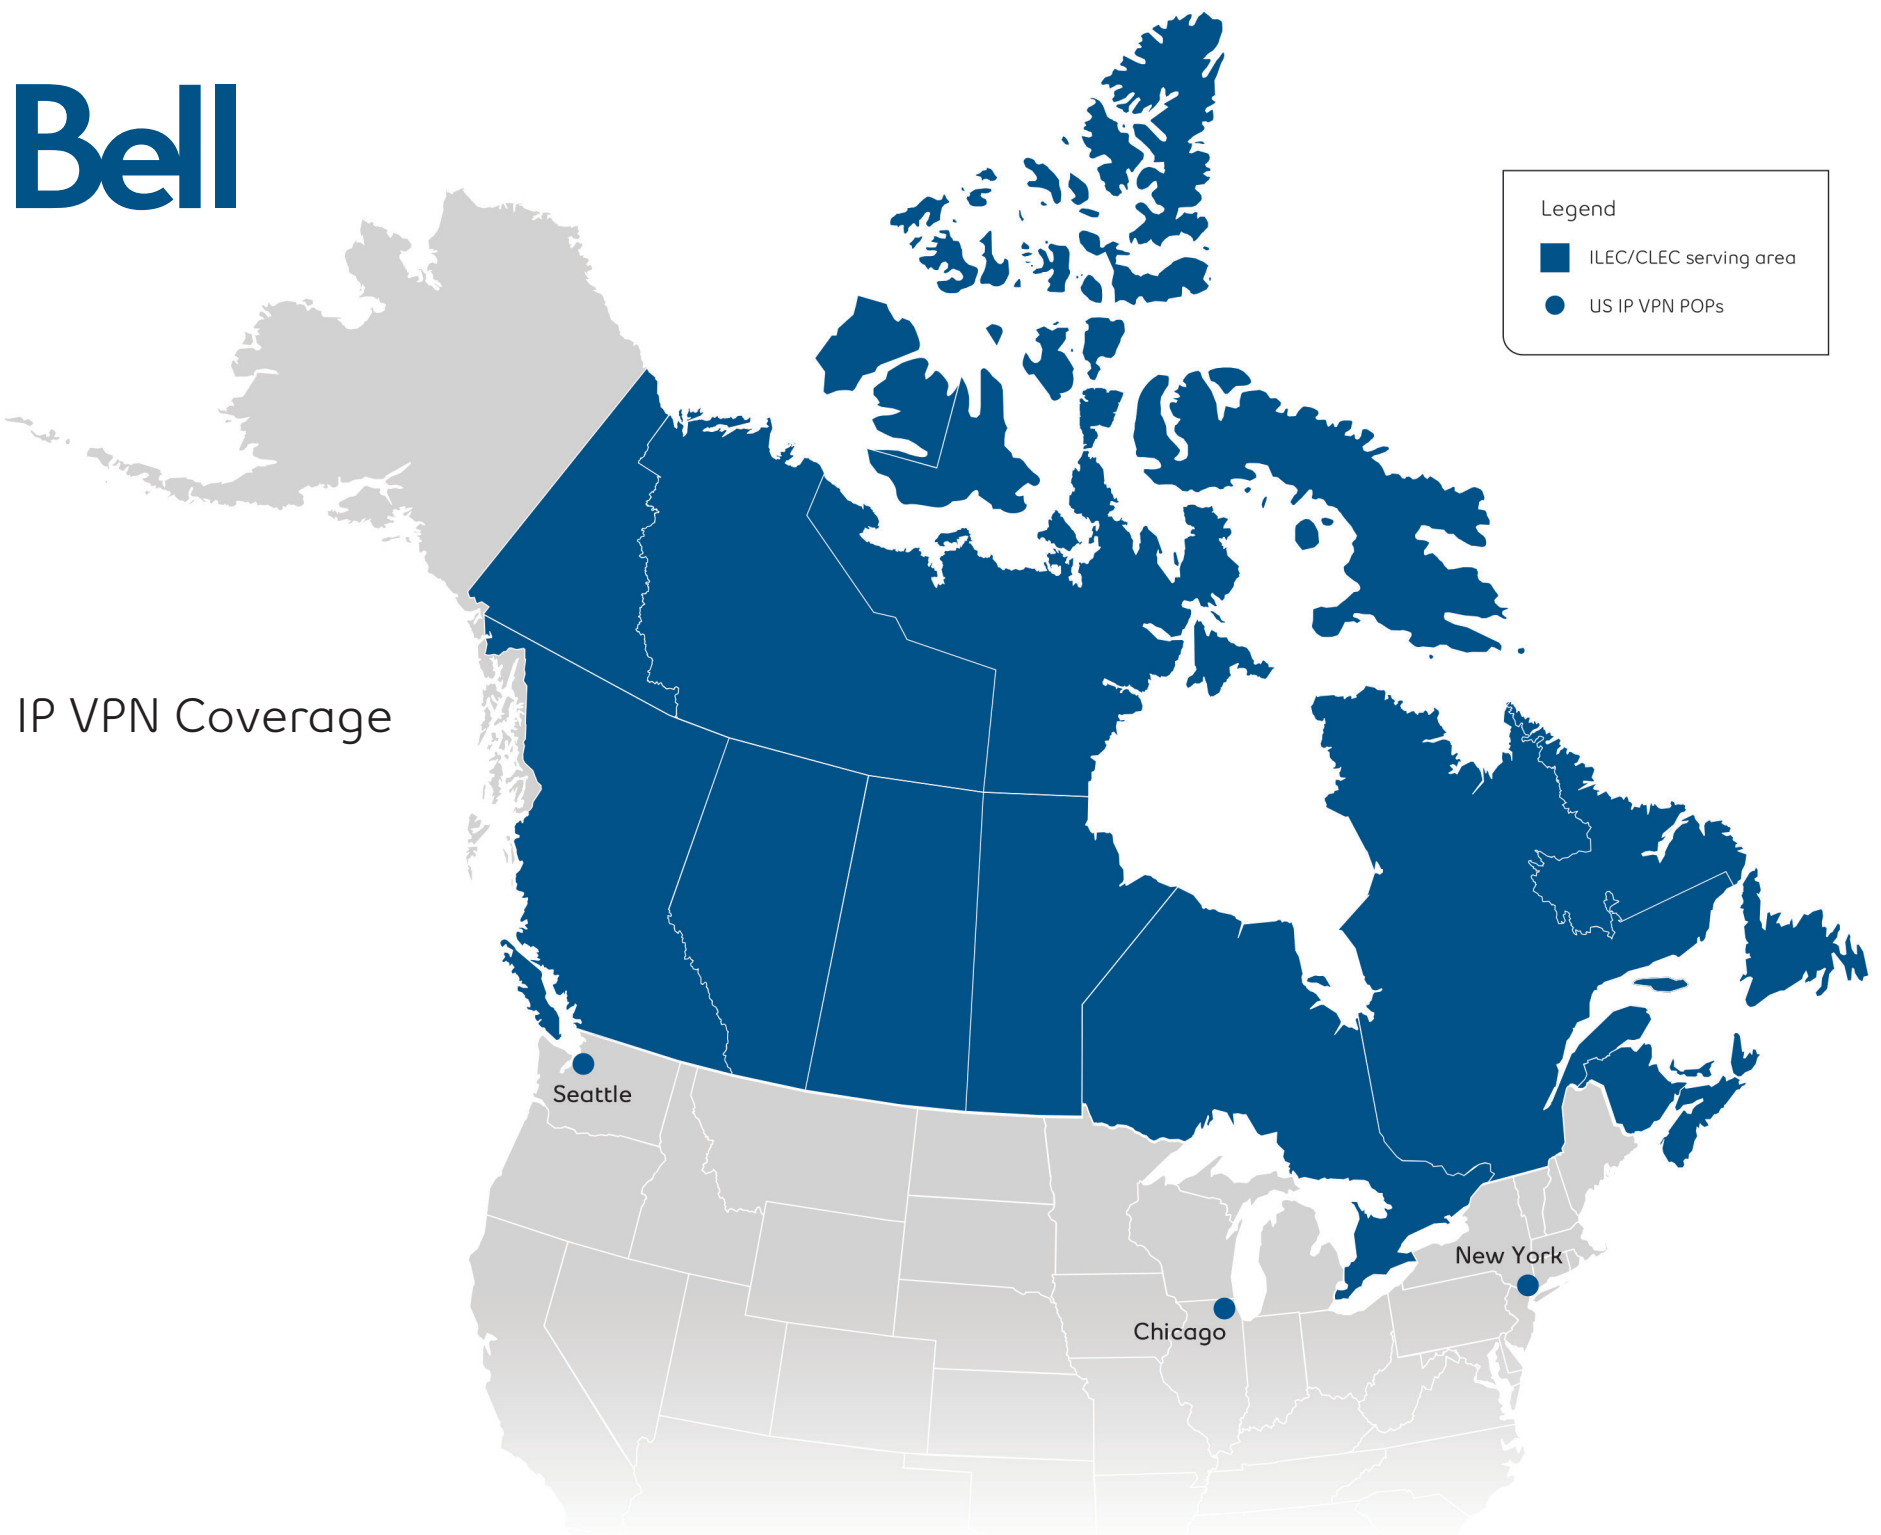 Bell
Legend
ILEC/CLEC serving area
US IP VPN POPs
IP VPN Coverage
Seattle
New York
Chicago